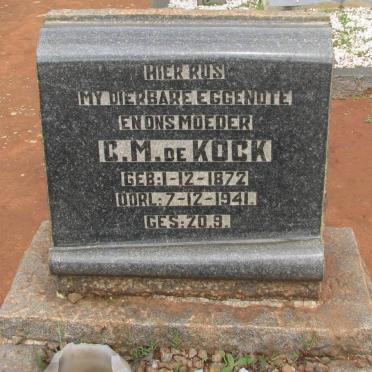 HIER RUS
MY DIERBARE EGGENOTE
EN ONS MOEDER
C.M. DE KOCK
GEB: 1-12-1872
OORL: 7-12-1941.
GES: 70.9.